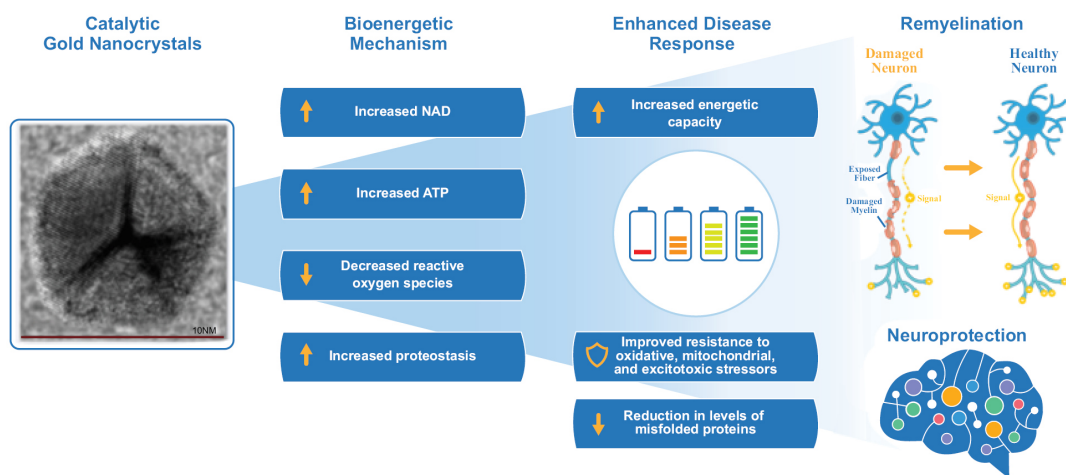 Catalytic
Gold Nanocrystals
10NM
Bioenergetic
Mechanism
Increased NAD
Increased ATP
Decreased reactive
oxygen species
Increased proteostasis
Enhanced Disease
Response
Increased energetic
capacity
Improved resistance to
oxidative, mitochondrial,
and excitotoxic stressors
Reduction in levels of
misfolded proteins
Remyelination
Damaged
Neuron
Healthy
Neuron
Exposed
Fiber
Signal
Signal
Damaged
Myelin
Neuroprotection